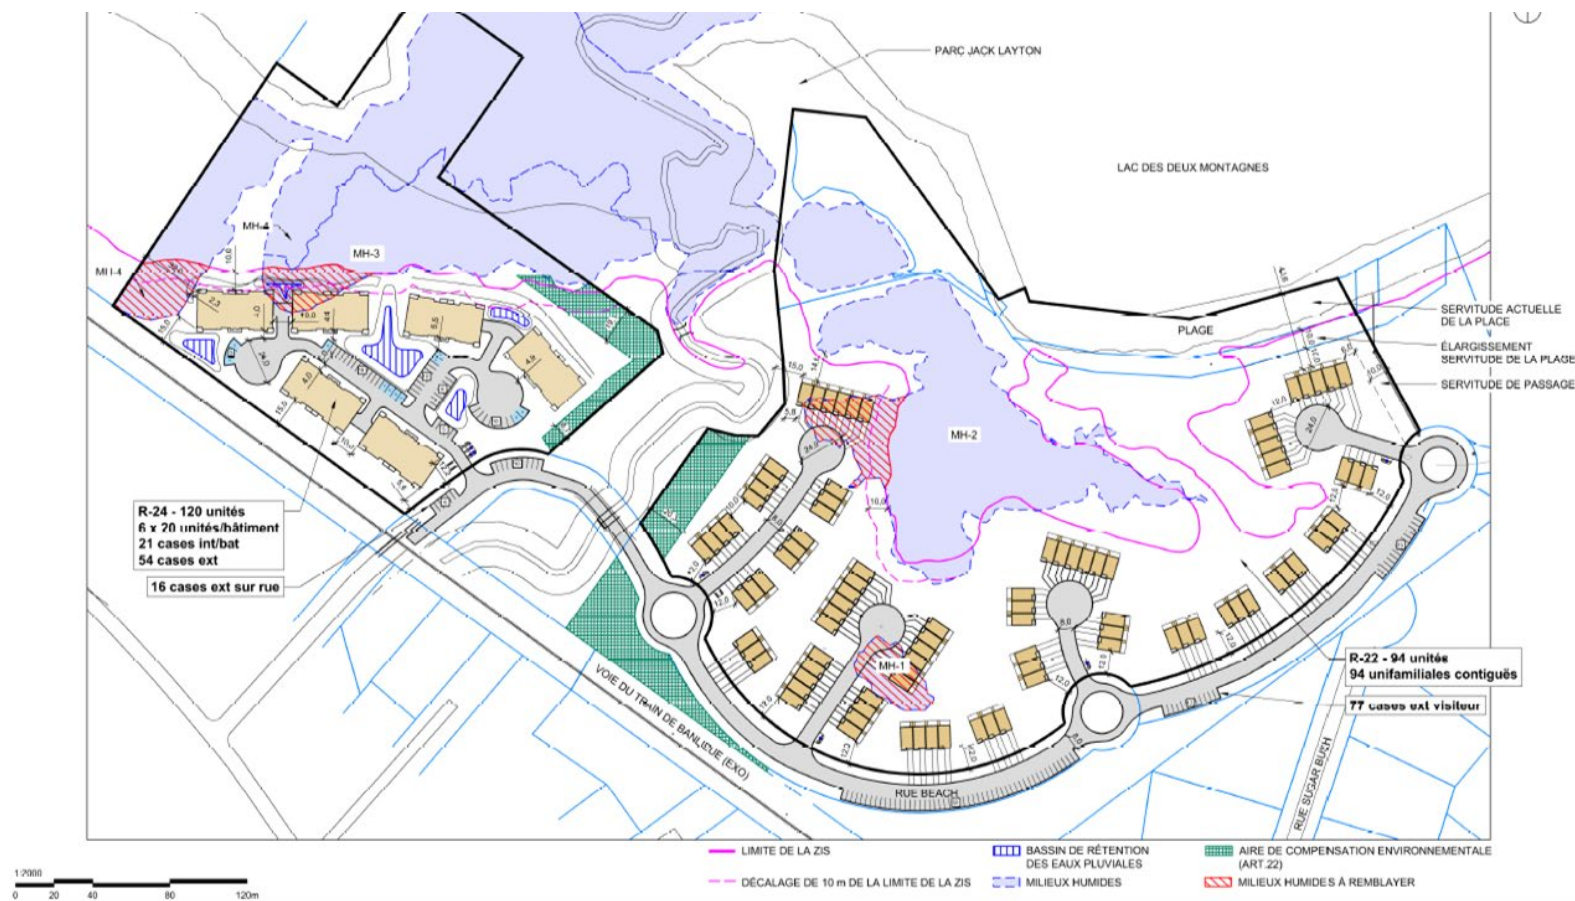 PARC JACK LAYTON
LAC DES DEUX MONTAGNES
MH-4
MH-3
MH-4
SERVITUDE ACTUELLE
DE LA PLACE
PLAGE
ÉLARGISSEMENT
SERVITUDE DE LA PLAGE
SERVITUDE DE PASSAGE
MH-2
R-24 - 120 unités
6 x 20 unités/bâtiment
21 cases int/bat
54 cases ext
16 cases ext sur rue
MH-1
R-22 - 94 unités
94 unifamiliales contiguës
77 cases ext visiteur
VOIE DU TRAIN DE BANLIEUE (EXO)
RUE BEACH
RUE SUGAR BUSH
1:2000
0 20 40 80 120m
LIMITE DE LA ZIS
DÉCALAGE DE 10 m DE LA LIMITE DE LA ZIS
BASSIN DE RÉTENTION
DES EAUX PLUVIALES
MILIEUX HUMIDES
AIRE DE COMPENSATION ENVIRONNEMENTALE
(ART.22)
MILIEUX HUMIDES À REMBLAYER